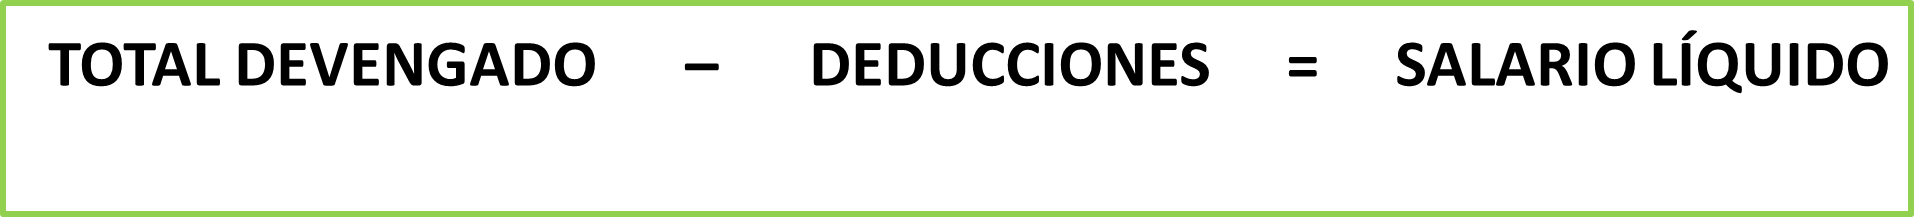 TOTAL DEVENGADO – DEDUCCIONES = SALARIO LÍQUIDO